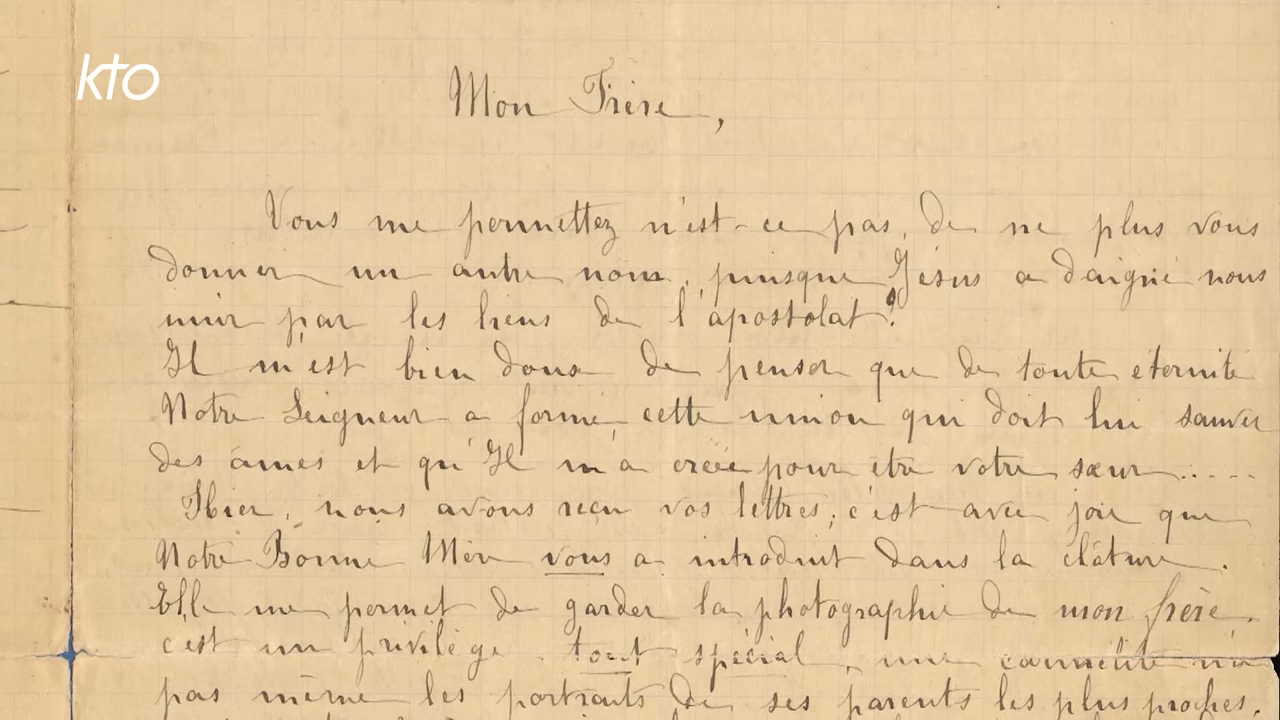 kto
Mon Frère,
Vous me permettez n'est-ce pas, de ne plus vous
donner un autre nom, puisque Jésus a daigné nous
unir par les liens de l'apostolat.
Il m'est bien doux de penser que de toute éternité
Notre Seigneur a formé cette union qui doit lui sauver
des âmes et qu'Il m'a créée pour être votre sœur.....
Hier, nous avons reçu vos lettres; c'est avec joie que
Notre Bonne Mère vous a introduit dans la clôture.
Elle me permet de garder la photographie de mon frère.
c'est un privilège tout spécial, une carmélite n'a
pas même les portraits de ses parents les plus proches.